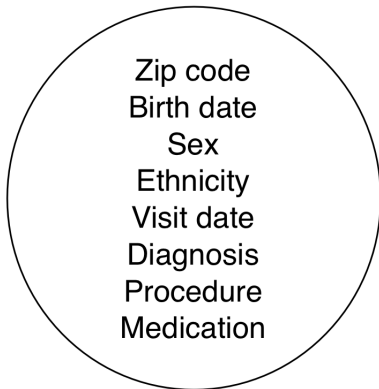 Zip code
Birth date
Sex
Ethnicity
Visit date
Diagnosis
Procedure
Medication